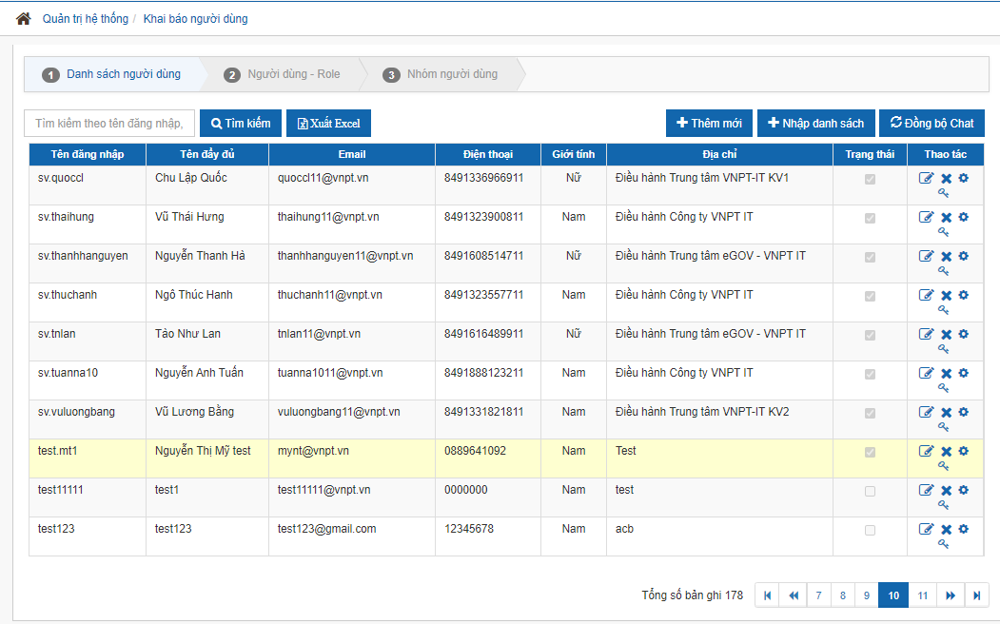 Quản trị hệ thống / Khai báo người dùng
1 Danh sách người dùng 2 Người dùng - Role 3 Nhóm người dùng
Tìm kiếm theo tên đăng nhập, Tìm kiếm Xuất Excel Thêm mới Nhập danh sách Đồng bộ Chat
Tên đăng nhập Tên đầy đủ Email Điện thoại Giới tính Địa chỉ Trạng thái Thao tác
sv.quoccl Chu Lập Quốc quoccl11@vnpt.vn 8491336966911 Nữ Điều hành Trung tâm VNPT-IT KV1
sv.thaihung Vũ Thái Hưng thaihung11@vnpt.vn 8491323900811 Nam Điều hành Công ty VNPT IT
sv.thanhhanguyen Nguyễn Thanh Hà thanhhanguyen11@vnpt.vn 8491608514711 Nữ Điều hành Trung tâm eGOV - VNPT IT
sv.thuchanh Ngô Thúc Hanh thuchanh11@vnpt.vn 8491323557711 Nam Điều hành Công ty VNPT IT
sv.tnlan Tào Như Lan tnlan11@vnpt.vn 8491616489911 Nữ Điều hành Trung tâm eGOV - VNPT IT
sv.tuanna10 Nguyễn Anh Tuấn tuanna1011@vnpt.vn 8491888123211 Nam Điều hành Công ty VNPT IT
sv.vuluongbang Vũ Lương Bằng vuluongbang11@vnpt.vn 8491331821811 Nam Điều hành Trung tâm VNPT-IT KV2
test.mt1 Nguyễn Thị Mỹ test mynt@vnpt.vn 0889641092 Nam Test
test11111 test1 test11111@vnpt.vn 0000000 Nam test
test123 test123 test123@gmail.com 12345678 Nam acb
Tổng số bản ghi 178 7 8 9 10 11